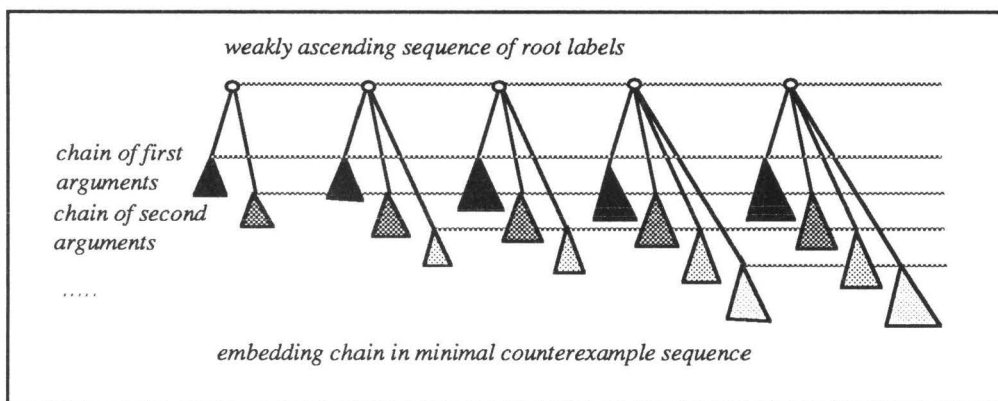 weakly ascending sequence of root labels
chain of first
arguments
chain of second
arguments
.....
embedding chain in minimal counterexample sequence